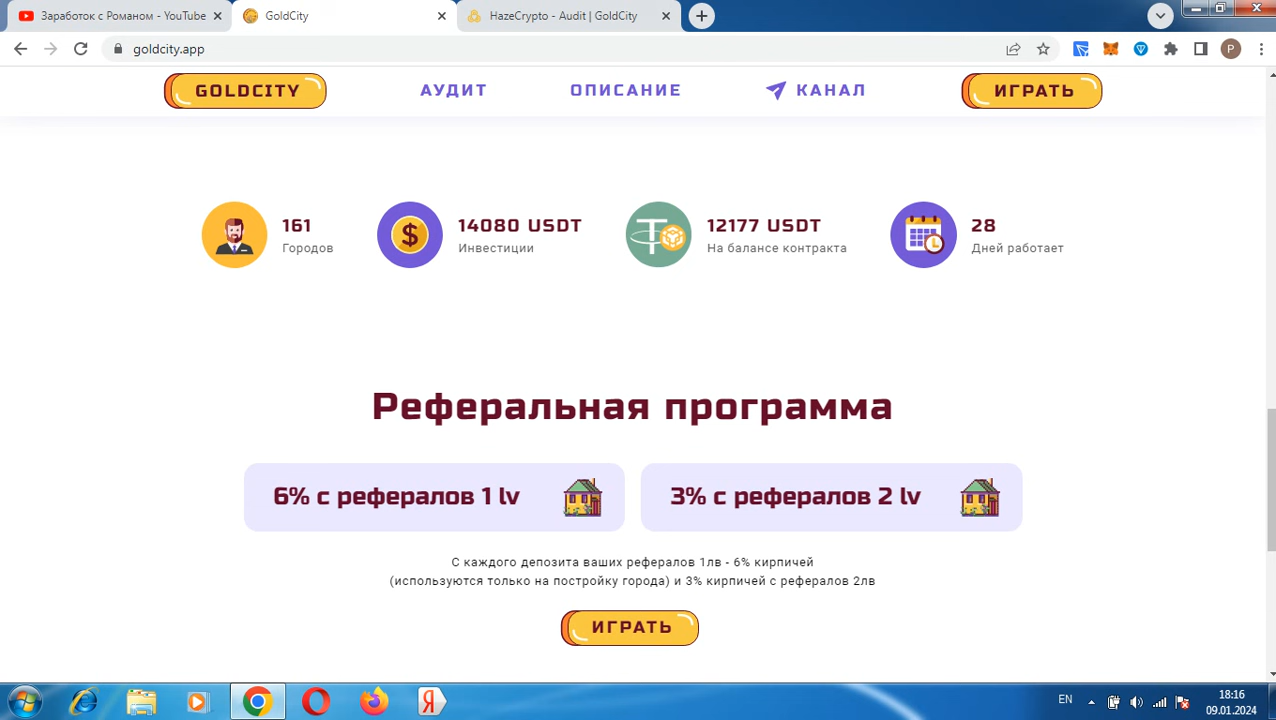 Заработок с Романом - YouTube
GoldCity
HazeCrypto - Audit | GoldCity
goldcity.app
P
GOLDCITY
АУДИТ
ОПИСАНИЕ
КАНАЛ
ИГРАТЬ
161
Городов
$
14080 USDT
Инвестиции
12177 USDT
На балансе контракта
28
Дней работает
Реферальная программа
6% с рефералов 1 lv
3% с рефералов 2 lv
С каждого депозита ваших рефералов 1лв - 6% кирпичей
(используются только на постройку города) и 3% кирпичей с рефералов 2лв
ИГРАТЬ
Я
EN
18:16
09.01.2024